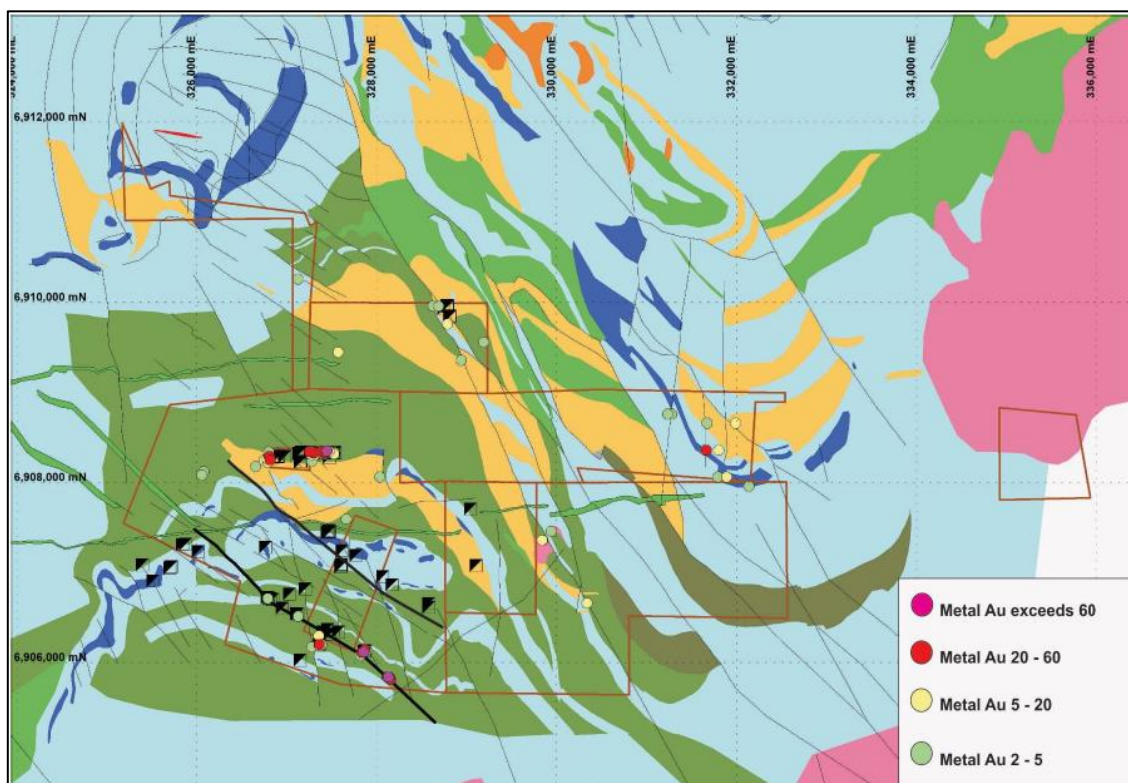 326,000 mE
328,000 mE
330,000 mE
332,000 mE
334,000 mE
336,000 mE
6,912,000 mN
6,910,000 mN
6,908,000 mN
6,906,000 mN
Metal Au exceeds 60
Metal Au 20 - 60
Metal Au 5 - 20
Metal Au 2 - 5